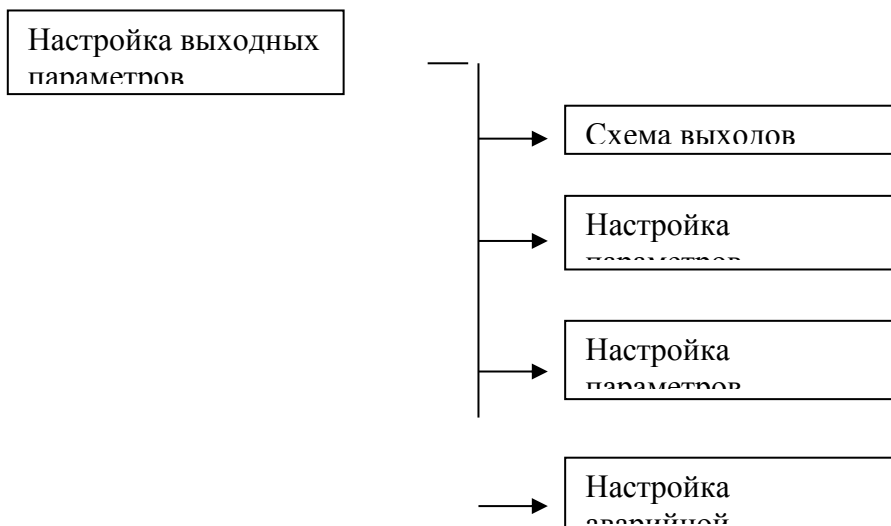 Настройка выходных
параметров
Схема выходов
Настройка
параметров
Настройка
параметров
Настройка
аварийной